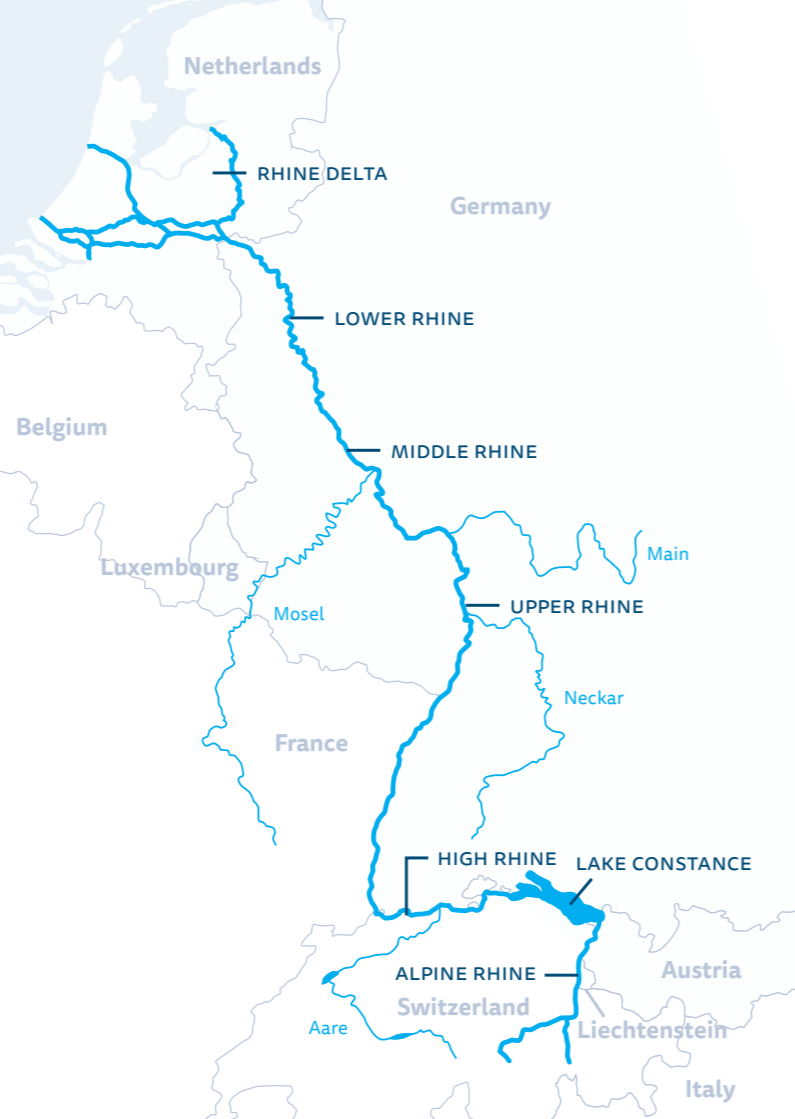 Netherlands
RHINE DELTA
Germany
LOWER RHINE
Belgium
MIDDLE RHINE
Main
Luxembourg
UPPER RHINE
Mosel
Neckar
France
HIGH RHINE
LAKE CONSTANCE
Austria
ALPINE RHINE
Switzerland
Aare
Liechtenstein
Italy